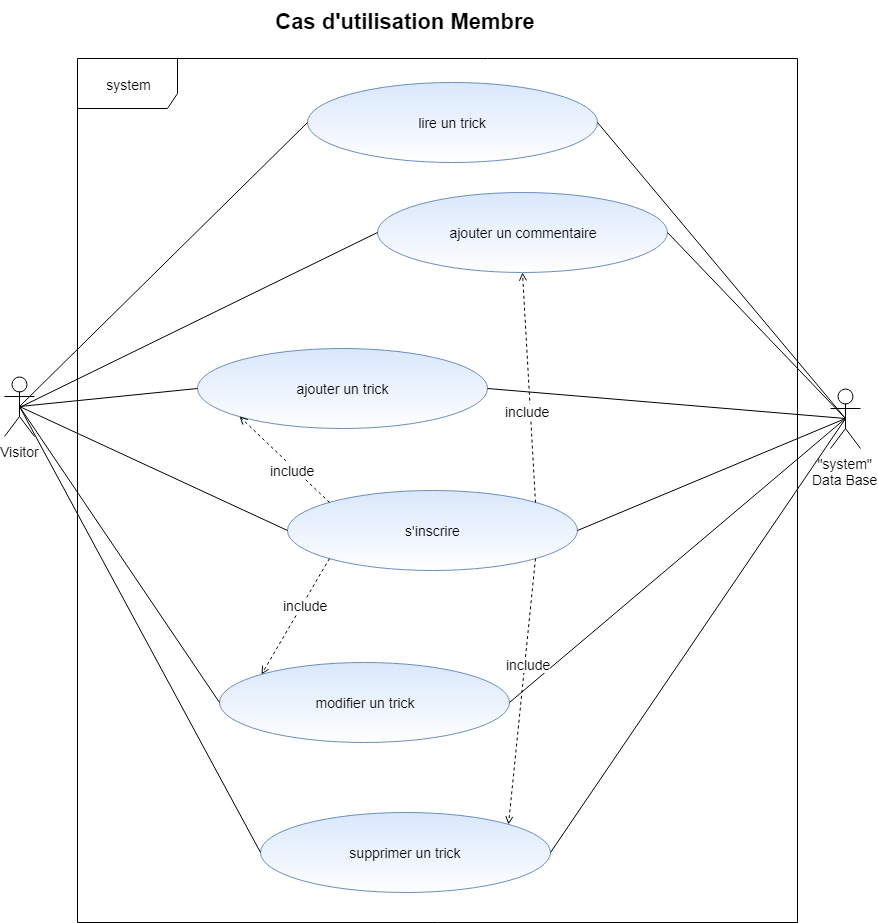 Cas d'utilisation Membre
system
lire un trick
ajouter un commentaire
ajouter un trick
include
include
Visitor
"system"
Data Base
s'inscrire
include
include
modifier un trick
supprimer un trick